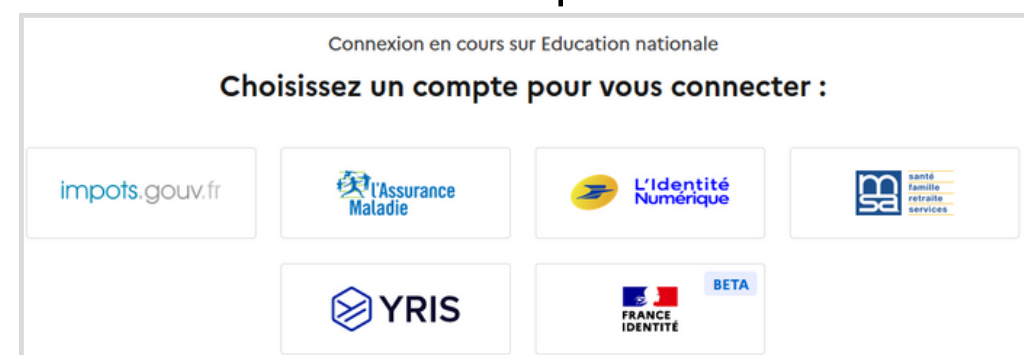 Connexion en cours sur Education nationale
Choisissez un compte pour vous connecter :
impots.gouv.fr
l'Assurance
Maladie
L'Identité
Numérique
msa
santé
famille
retraite
services
YRIS
BETA
FRANCE
IDENTITÉ